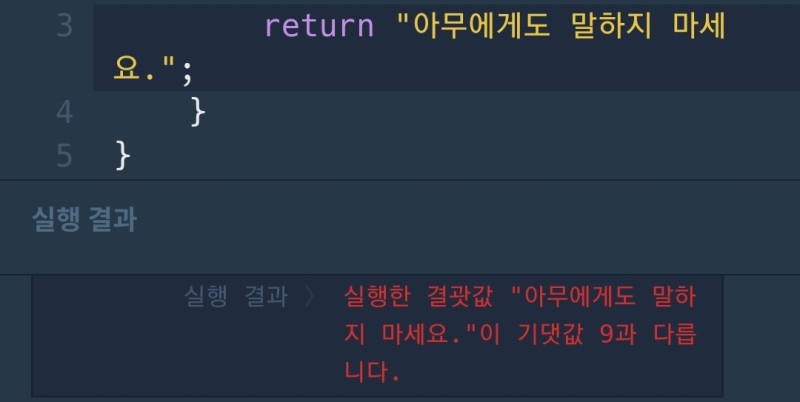 3 return "아무에게도 말하지 마세
요.";
4 }
5 }
실행 결과
실행 결과 〉 실행한 결괏값 "아무에게도 말하
지 마세요."이 기댓값 9과 다릅
니다.